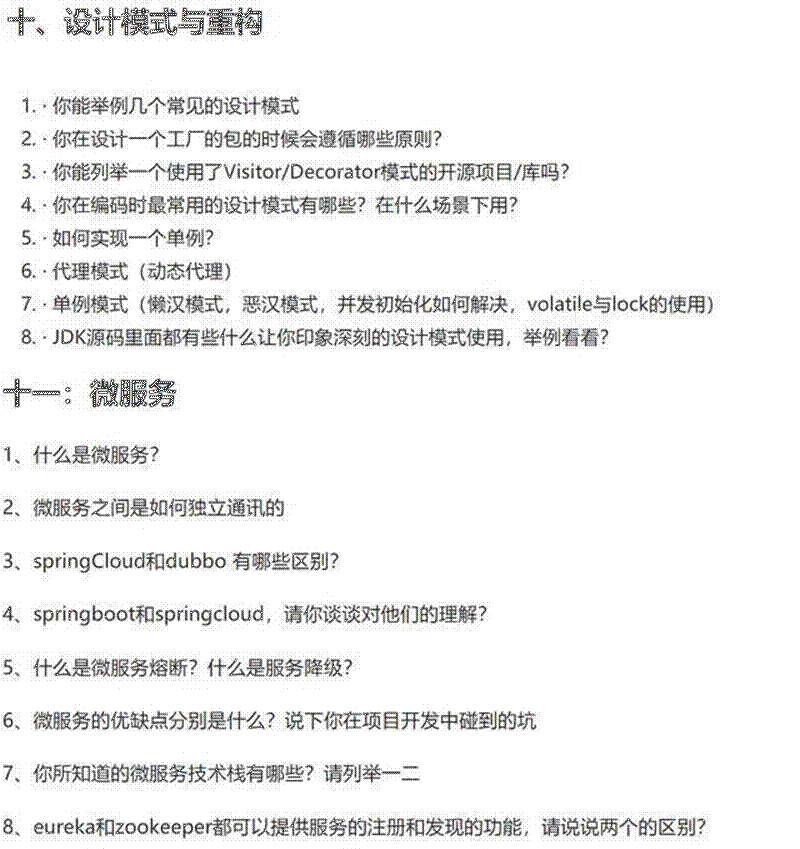 十、设计模式与重构
1. · 你能举例几个常见的设计模式
2. · 你在设计一个工厂的包的时候会遵循哪些原则?
3. · 你能列举一个使用了Visitor/Decorator模式的开源项目/库吗?
4. · 你在编码时最常用的设计模式有哪些? 在什么场景下用?
5. · 如何实现一个单例?
6. · 代理模式（动态代理）
7. · 单例模式（懒汉模式，恶汉模式，并发初始化如何解决，volatile与lock的使用）
8. · JDK源码里面都有些什么让你印象深刻的设计模式使用，举例看看?
十一：微服务
1、什么是微服务?
2、微服务之间是如何独立通讯的
3、springCloud和dubbo 有哪些区别?
4、springboot和springcloud，请你谈谈对他们的理解?
5、什么是微服务熔断? 什么是服务降级?
6、微服务的优缺点分别是什么? 说下你在项目开发中碰到的坑
7、你所知道的微服务技术栈有哪些? 请列举一二
8、eureka和zookeeper都可以提供服务的注册和发现的功能，请说说两个的区别?